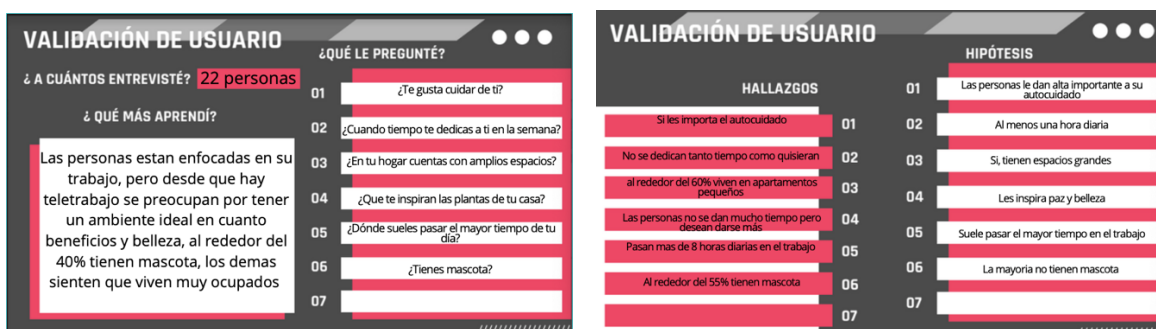 VALIDACIÓN DE USUARIO
¿ A CUÁNTOS ENTREVISTÉ? 22 personas
¿ QUÉ MÁS APRENDÍ?
Las personas estan enfocadas en su
trabajo, pero desde que hay
teletrabajo se preocupan por tener
un ambiente ideal en cuanto
beneficios y belleza, al rededor del
40% tienen mascota, los demas
sienten que viven muy ocupados
¿QUÉ LE PREGUNTÉ?
01 ¿Te gusta cuidar de ti?
02 ¿Cuando tiempo te dedicas a ti en la semana?
03 ¿En tu hogar cuentas con amplios espacios?
04 ¿Que te inspiran las plantas de tu casa?
05 ¿Dónde sueles pasar el mayor tiempo de tu
día?
06 ¿Tienes mascota?
07
VALIDACIÓN DE USUARIO
HALLAZGOS
Si les importa el autocuidado 01
No se dedican tanto tiempo como quisieran 02
al rededor del 60% viven en apartamentos
pequeños 03
Las personas no se dan mucho tiempo pero
desean darse más 04
Pasan mas de 8 horas diarias en el trabajo 05
Al rededor del 55% tienen mascota 06
07
HIPÓTESIS
01 Las personas le dan alta importante a su
autocuidado
02 Al menos una hora diaria
03 Si, tienen espacios grandes
04 Les inspira paz y belleza
05 Suele pasar el mayor tiempo en el trabajo
06 La mayoria no tienen mascota
07